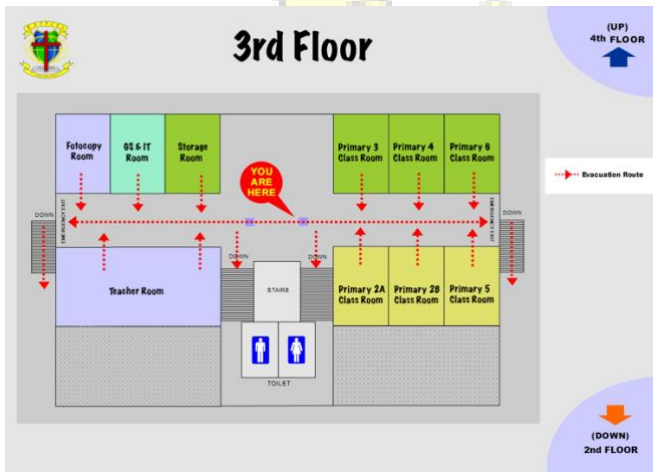 3rd Floor
(UP)
4th FLOOR
Fotocopy
Room
GS & IT
Room
Storage
Room
Primary 3
Class Room
Primary 4
Class Room
Primary 6
Class Room
YOU
ARE
HERE
Evacuation Route
DOWN
EMERGENCY EXIT
EMERGENCY EXIT
DOWN
DOWN
DOWN
Teacher Room
STAIRS
Primary 2A
Class Room
Primary 2B
Class Room
Primary 5
Class Room
TOILET
(DOWN)
2nd FLOOR